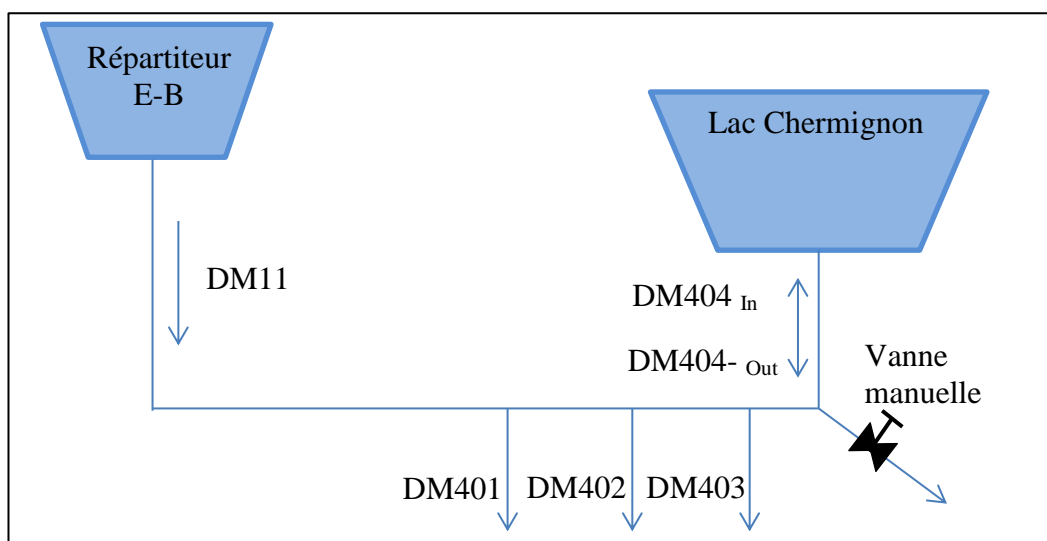 Répartiteur
E-B
Lac Chermignon
DM11
DM404 In
DM404- Out
Vanne
manuelle
DM401
DM402
DM403